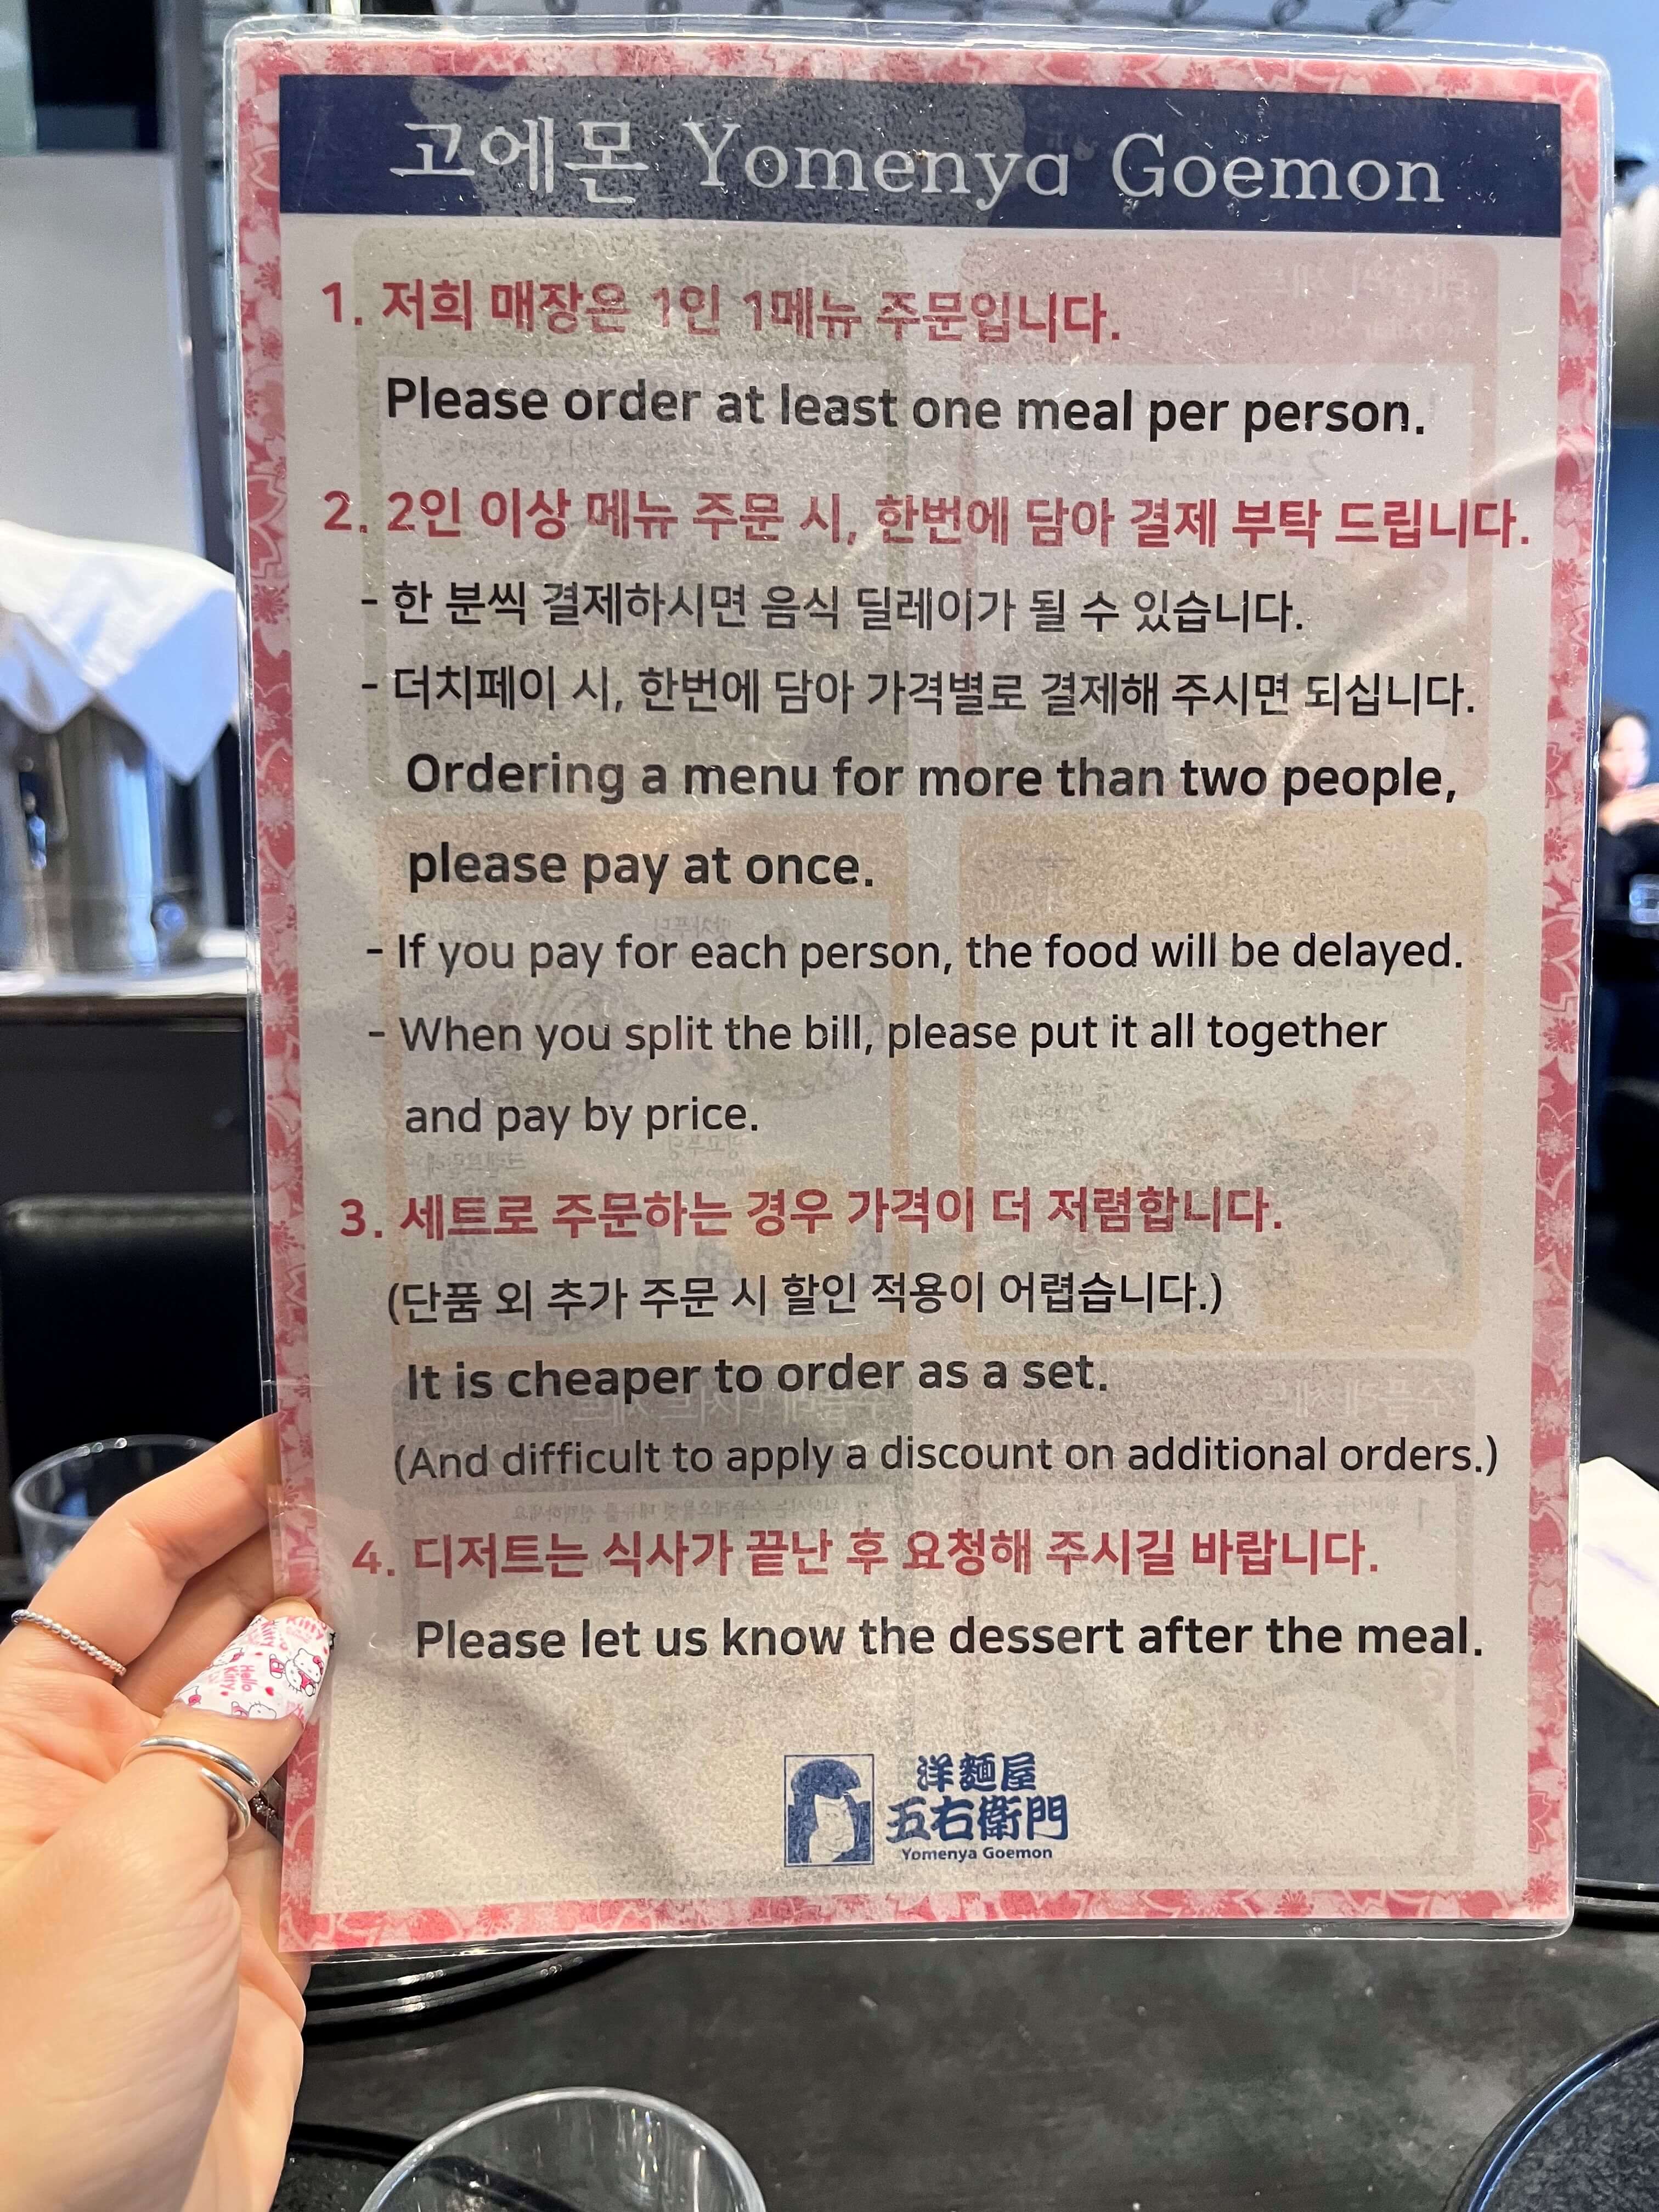 고에몬 Yomenya Goemon
1. 저희 매장은 1인 1메뉴 주문입니다.
Please order at least one meal per person.
2. 2인 이상 메뉴 주문 시, 한번에 담아 결제 부탁 드립니다.
- 한 분씩 결제하시면 음식 딜레이가 될 수 있습니다.
- 더치페이 시, 한번에 담아 가격별로 결제해 주시면 되십니다.
Ordering a menu for more than two people,
please pay at once.
- If you pay for each person, the food will be delayed.
- When you split the bill, please put it all together
and pay by price.
3. 세트로 주문하는 경우 가격이 더 저렴합니다.
(단품 외 추가 주문 시 할인 적용이 어렵습니다.)
It is cheaper to order as a set.
(And difficult to apply a discount on additional orders.)
4. 디저트는 식사가 끝난 후 요청해 주시길 바랍니다.
Please let us know the dessert after the meal.
洋麺屋
五右衛門
Yomenya Goemon
Hello
Kitty